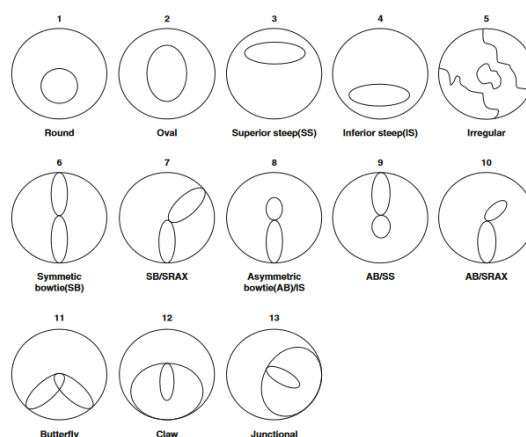 1
2
3
4
5
Round
Oval
Superior steep(SS)
Inferior steep(IS)
Irregular
6
7
8
9
10
Symmetic
bowtie(SB)
SB/SRAX
Asymmetric
bowtie(AB)/IS
AB/SS
AB/SRAX
11
12
13
Butterfly
Claw
Junctional